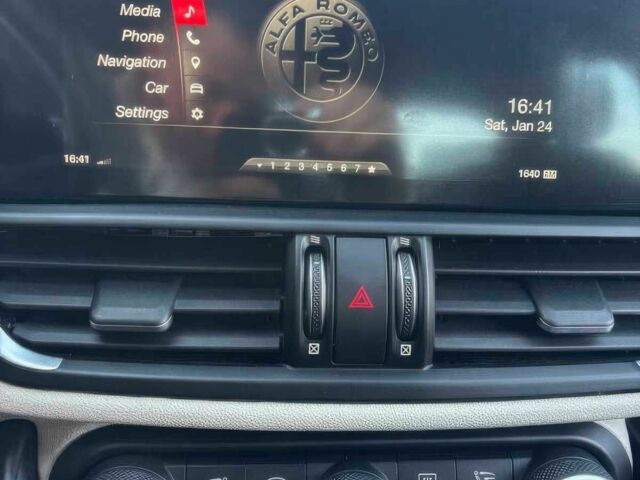 Media
Phone
Navigation
Car
Settings
ALFA ROMEO
16:41
Sat, Jan 24
16:41
1 2 3 4 5 6 7
1640 AM